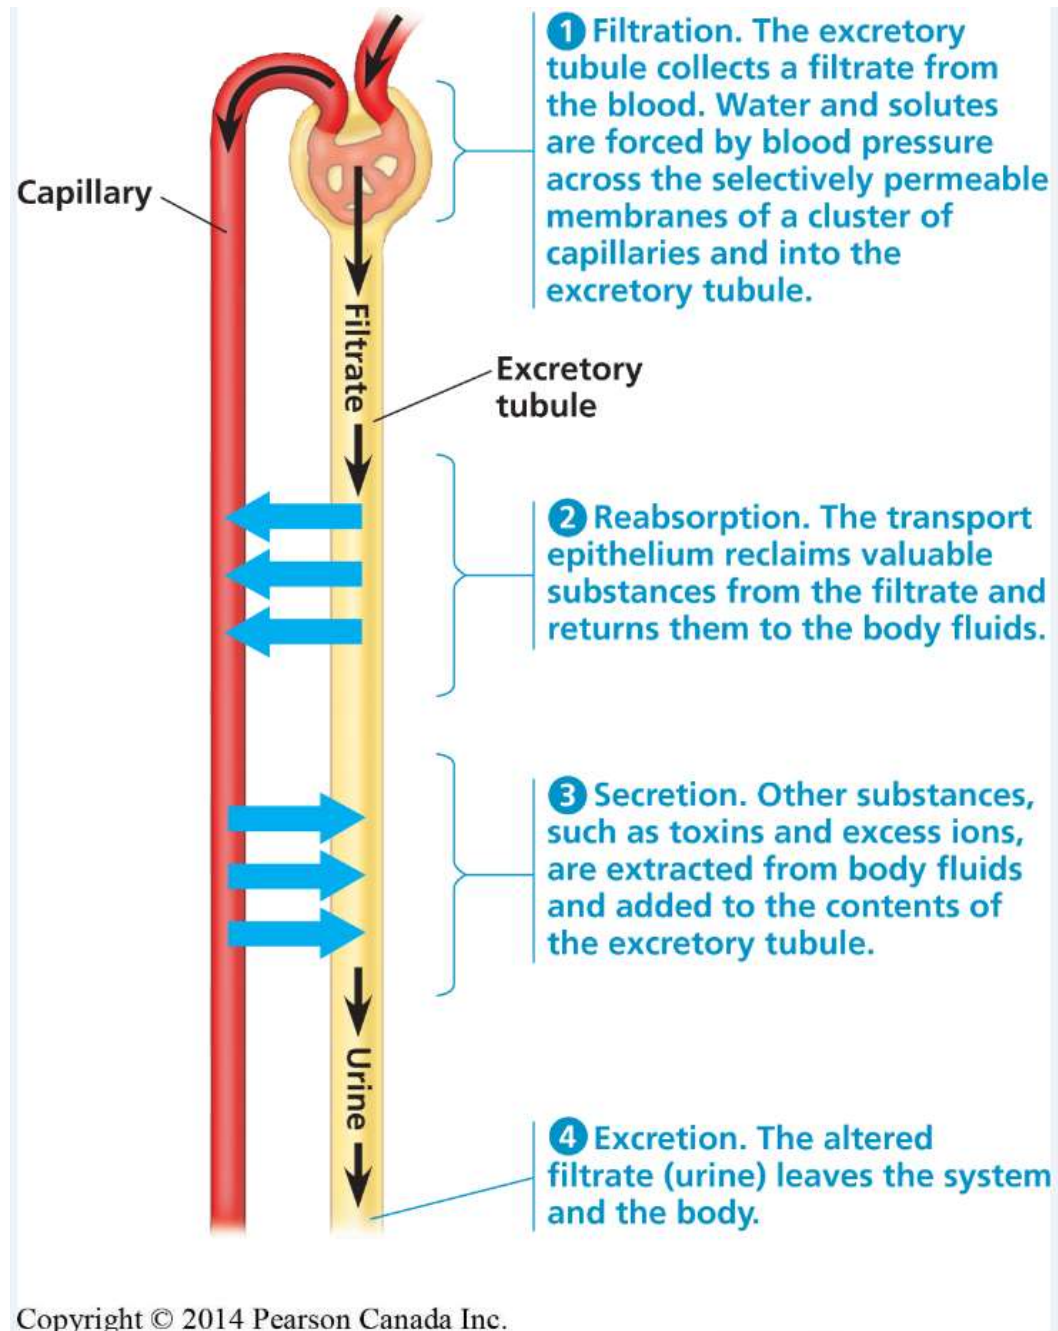 1 Filtration. The excretory
tubule collects a filtrate from
the blood. Water and solutes
are forced by blood pressure
across the selectively permeable
membranes of a cluster of
capillaries and into the
excretory tubule.
Capillary
Filtrate
Excretory
tubule
2 Reabsorption. The transport
epithelium reclaims valuable
substances from the filtrate and
returns them to the body fluids.
3 Secretion. Other substances,
such as toxins and excess ions,
are extracted from body fluids
and added to the contents of
the excretory tubule.
Urine
4 Excretion. The altered
filtrate (urine) leaves the system
and the body.
Copyright © 2014 Pearson Canada Inc.